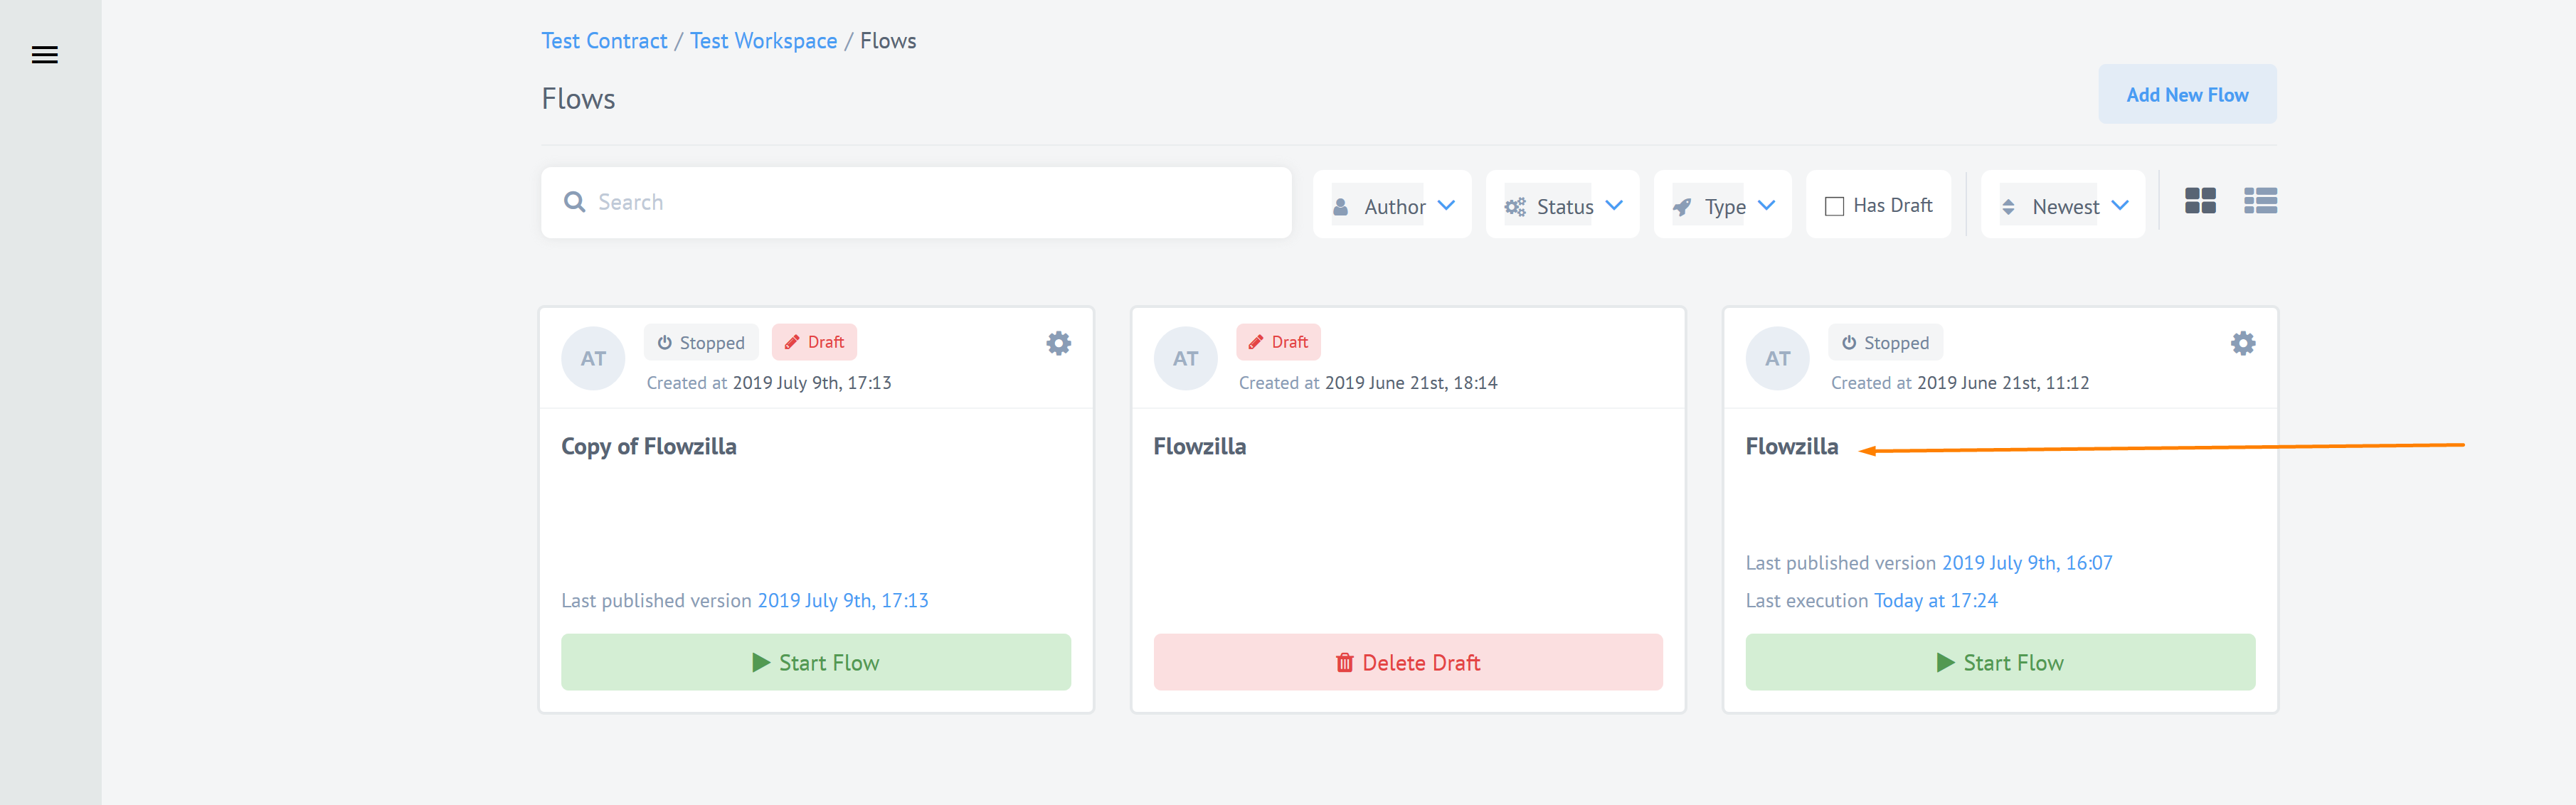 Test Contract / Test Workspace / Flows
Flows
Add New Flow
Search
Author
Status
Type
Has Draft
Newest
AT
Stopped
Draft
Created at 2019 July 9th, 17:13
Copy of Flowzilla
Last published version 2019 July 9th, 17:13
Start Flow
AT
Draft
Created at 2019 June 21st, 18:14
Flowzilla
Delete Draft
AT
Stopped
Created at 2019 June 21st, 11:12
Flowzilla
Last published version 2019 July 9th, 16:07
Last execution Today at 17:24
Start Flow